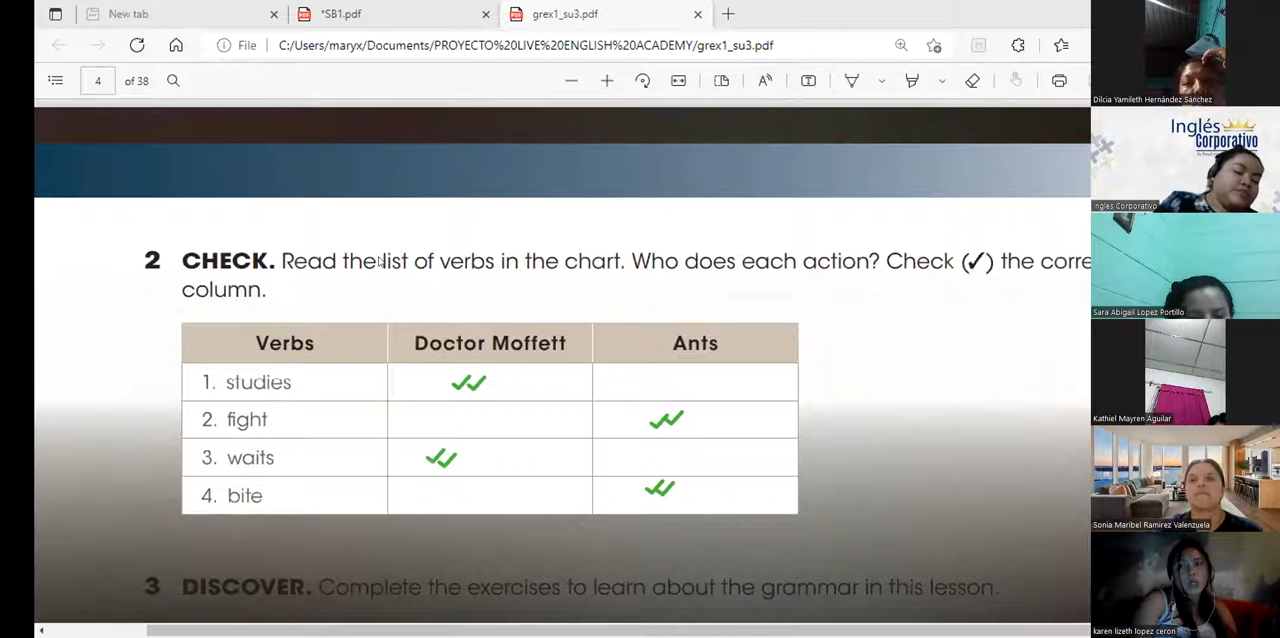 New tab
*SB1.pdf
grex1_su3.pdf
File C:/Users/maryx/Documents/PROYECTO%20LIVE%20ENGLISH%20ACADEMY/grex1_su3.pdf
4 of 38
2 CHECK. Read the list of verbs in the chart. Who does each action? Check (✓) the corre
column.
Verbs Doctor Moffett Ants
1. studies
2. fight
3. waits
4. bite
3 DISCOVER. Complete the exercises to learn about the grammar in this lesson.
Dilcia Yamileth Hernández Sánchez
Inglés
Corporativo
Inglés Corporativo
Sara Abigail Lopez Portillo
Kathiel Mayren Aguilar
Sonia Maribel Ramirez Valenzuela
karen lizeth lopez ceron